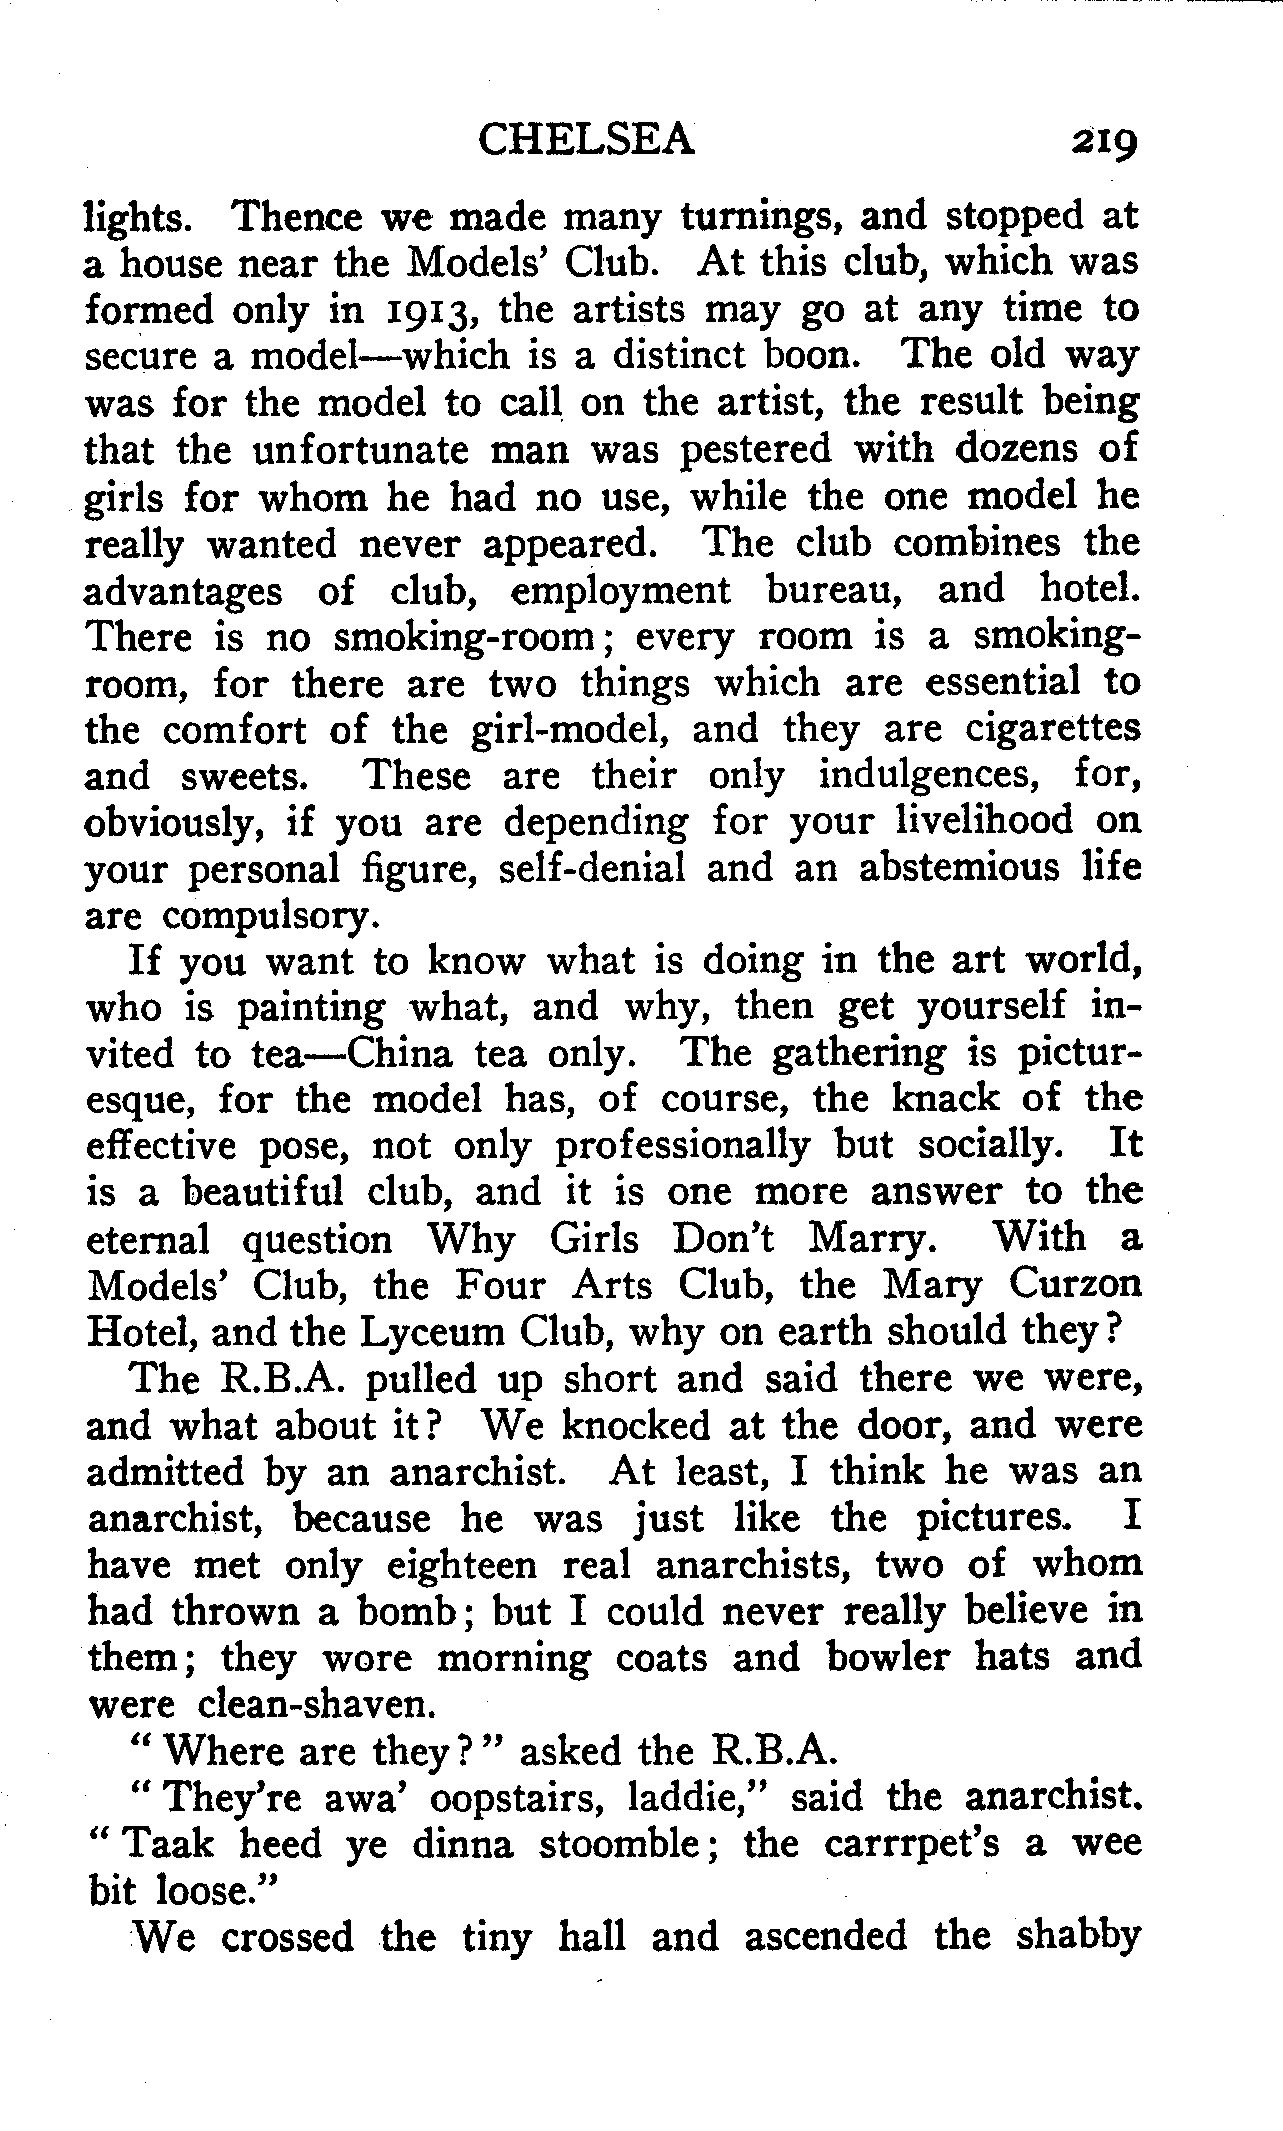 CHELSEA 219
lights. Thence we made many turnings, and stopped at
a house near the Models' Club. At this club, which was
formed only in 1913, the artists may go at any time to
secure a model—which is a distinct boon. The old way
was for the model to call on the artist, the result being
that the unfortunate man was pestered with dozens of
girls for whom he had no use, while the one model he
really wanted never appeared. The club combines the
advantages of club, employment bureau, and hotel.
There is no smoking-room; every room is a smoking-
room, for there are two things which are essential to
the comfort of the girl-model, and they are cigarettes
and sweets. These are their only indulgences, for,
obviously, if you are depending for your livelihood on
your personal figure, self-denial and an abstemious life
are compulsory.
If you want to know what is doing in the art world,
who is painting what, and why, then get yourself in-
vited to tea—China tea only. The gathering is pictur-
esque, for the model has, of course, the knack of the
effective pose, not only professionally but socially. It
is a beautiful club, and it is one more answer to the
eternal question Why Girls Don't Marry. With a
Models' Club, the Four Arts Club, the Mary Curzon
Hotel, and the Lyceum Club, why on earth should they?
The R.B.A. pulled up short and said there we were,
and what about it? We knocked at the door, and were
admitted by an anarchist. At least, I think he was an
anarchist, because he was just like the pictures. I
have met only eighteen real anarchists, two of whom
had thrown a bomb; but I could never really believe in
them; they wore morning coats and bowler hats and
were clean-shaven.
"Where are they?" asked the R.B.A.
"They're awa' oopstairs, laddie," said the anarchist.
"Taak heed ye dinna stoomble; the carrrpet's a wee
bit loose."
We crossed the tiny hall and ascended the shabby